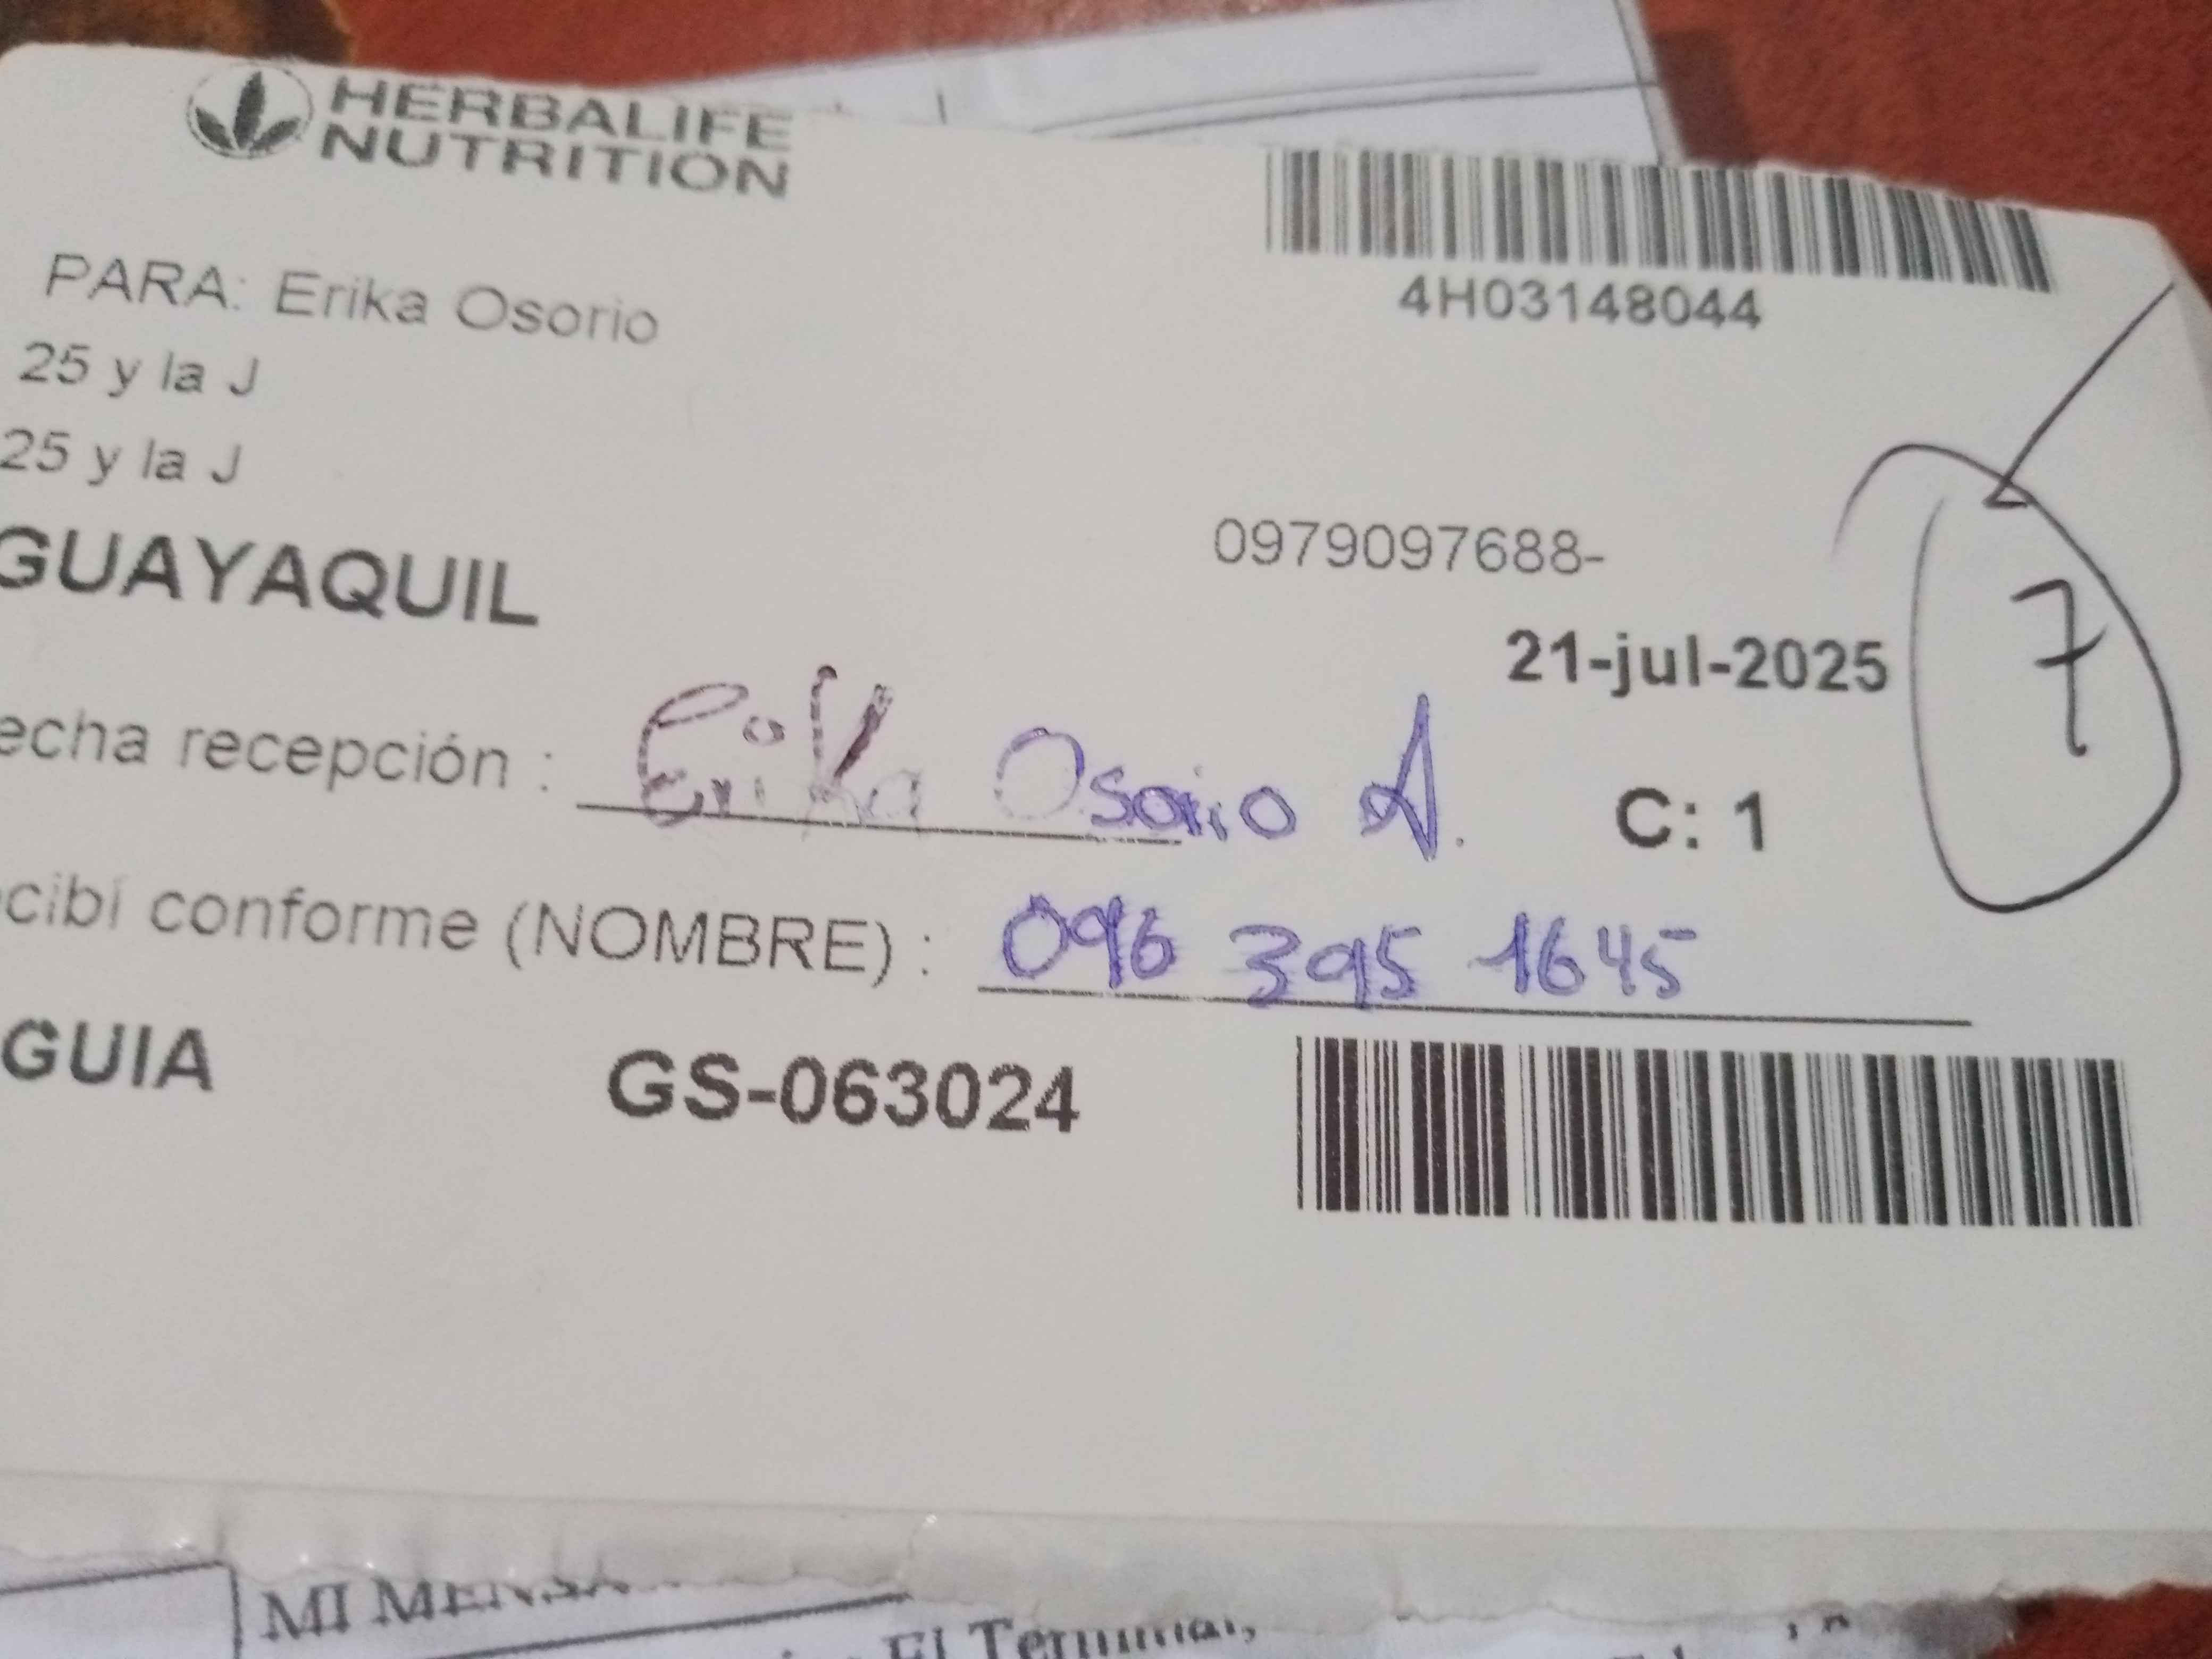 HERBALIFE
NUTRITION
4H03148044
PARA: Erika Osorio
25 y la J
25 y la J
GUAYAQUIL
0979097688-
21-jul-2025
7
echa recepción : Erika Osorio A.
C: 1
cibí conforme (NOMBRE) : 096 395 1645
GUIA GS-063024
MI
El Terminal,